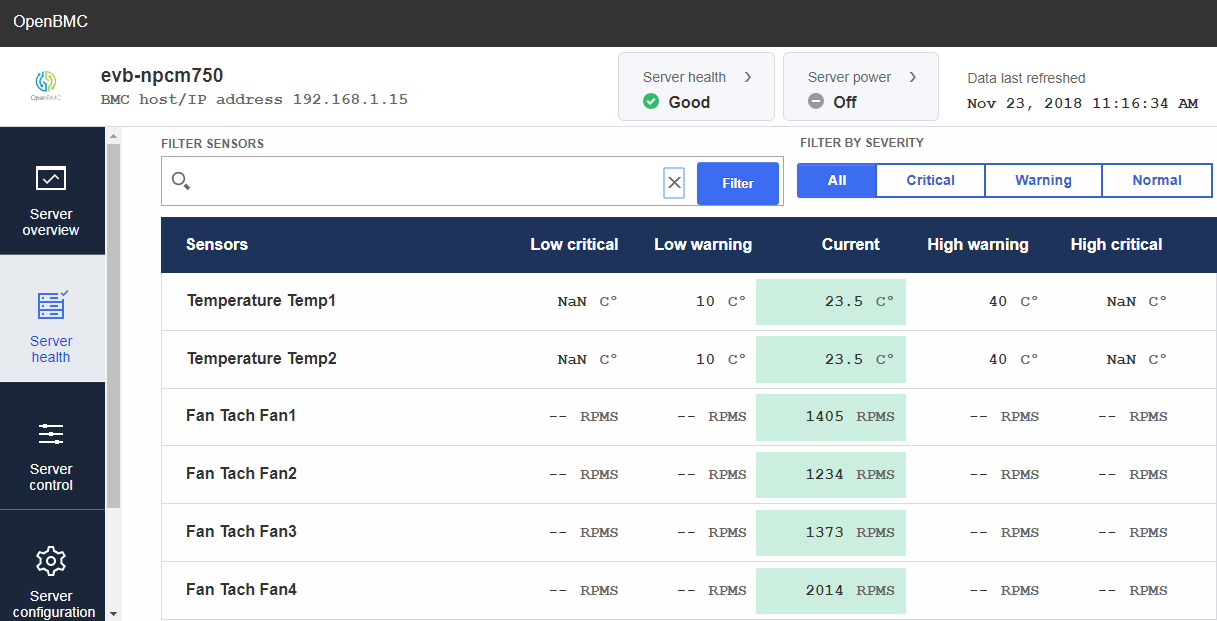 OpenBMC
OpenBMC
evb-npcm750
BMC host/IP address 192.168.1.15
Server health
Good
Server power
Off
Data last refreshed
Nov 23, 2018 11:16:34 AM
Server
overview
Server
health
Server
control
Server
configuration
FILTER SENSORS
Filter
FILTER BY SEVERITY
All Critical Warning Normal
Sensors Low critical Low warning Current High warning High critical
Temperature Temp1 NaN C° 10 C° 23.5 C° 40 C° NaN C°
Temperature Temp2 NaN C° 10 C° 23.5 C° 40 C° NaN C°
Fan Tach Fan1 -- RPMS -- RPMS 1405 RPMS -- RPMS -- RPMS
Fan Tach Fan2 -- RPMS -- RPMS 1234 RPMS -- RPMS -- RPMS
Fan Tach Fan3 -- RPMS -- RPMS 1373 RPMS -- RPMS -- RPMS
Fan Tach Fan4 -- RPMS -- RPMS 2014 RPMS -- RPMS -- RPMS